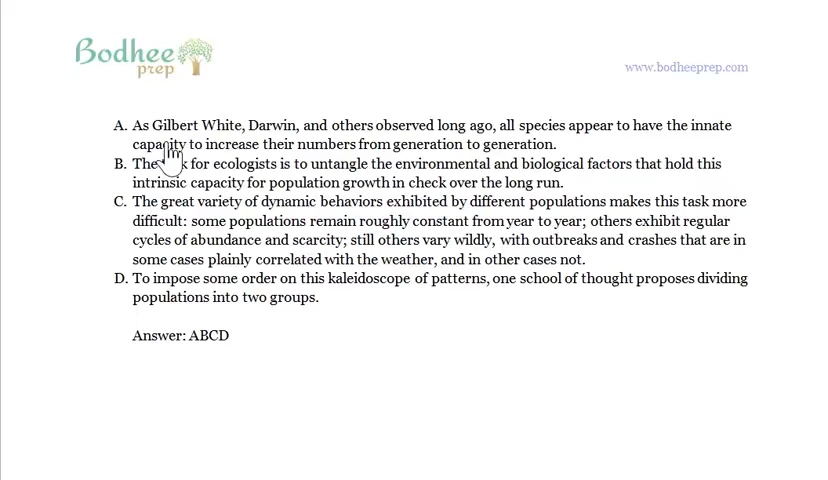 Bodhee
prep
www.bodheeprep.com
A. As Gilbert White, Darwin, and others observed long ago, all species appear to have the innate
capacity to increase their numbers from generation to generation.
B. The for ecologists is to untangle the environmental and biological factors that hold this
intrinsic capacity for population growth in check over the long run.
C. The great variety of dynamic behaviors exhibited by different populations makes this task more
difficult: some populations remain roughly constant from year to year; others exhibit regular
cycles of abundance and scarcity; still others vary wildly, with outbreaks and crashes that are in
some cases plainly correlated with the weather, and in other cases not.
D. To impose some order on this kaleidoscope of patterns, one school of thought proposes dividing
populations into two groups.
Answer: ABCD